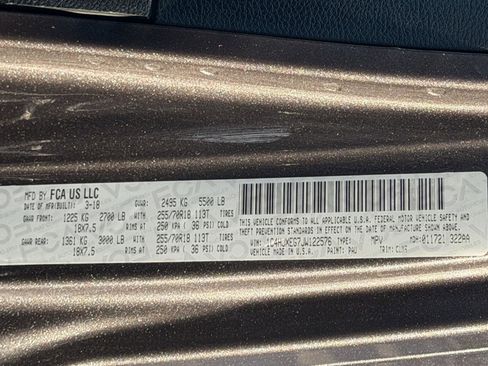 MFD BY FCA US LLC
DATE OF MFR(BUILT): 3-18 GVWR: 2495 KG 5500 LB
GAWR FRONT: 1225 KG 2700 LB 255/70R18 113T TIRES
18X7.5 RIMS AT 250 KPA ( 36 PSI) COLD
GAWR REAR: 1361 KG 3000 LB 255/70R18 113T TIRES
18X7.5 RIMS AT 250 KPA ( 36 PSI) COLD
THIS VEHICLE CONFORMS TO ALL APPLICABLE U.S.A. FEDERAL MOTOR VEHICLE SAFETY AND
THEFT PREVENTION STANDARDS IN EFFECT ON THE DATE OF MANUFACTURE SHOWN ABOVE.
VIN: 1C4HJXEG7JW122576 TYPE: MPV MDH: 011721 322AA
MADE IN U.S.A. PAINT: PAU TRIM: